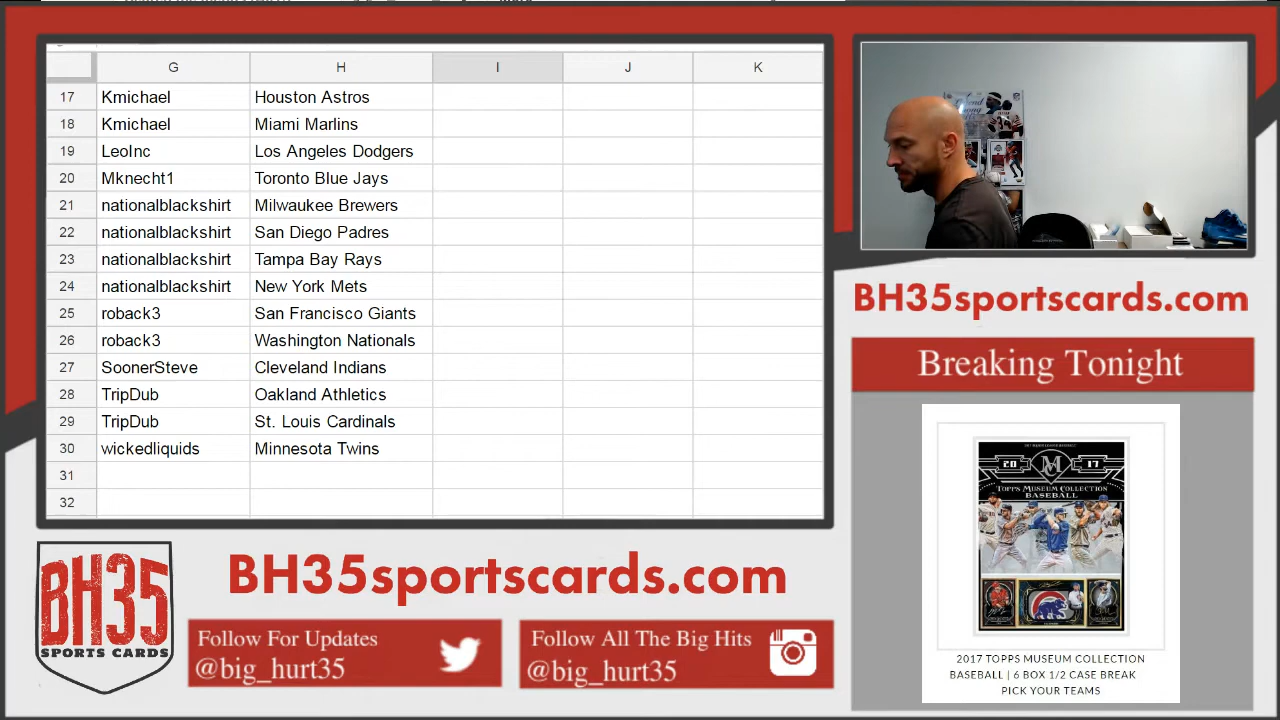 G H I J K
17 Kmichael Houston Astros
18 Kmichael Miami Marlins
19 LeoInc Los Angeles Dodgers
20 Mknecht1 Toronto Blue Jays
21 nationalblackshirt Milwaukee Brewers
22 nationalblackshirt San Diego Padres
23 nationalblackshirt Tampa Bay Rays
24 nationalblackshirt New York Mets
25 roback3 San Francisco Giants
26 roback3 Washington Nationals
27 SoonerSteve Cleveland Indians
28 TripDub Oakland Athletics
29 TripDub St. Louis Cardinals
30 wickedliquids Minnesota Twins
31
32
BH35sportscards.com
Breaking Tonight
20 MC 17
TOPPS MUSEUM COLLECTION
BASEBALL
2017 TOPPS MUSEUM COLLECTION
BASEBALL | 6 BOX 1/2 CASE BREAK
PICK YOUR TEAMS
BH35
SPORTS CARDS
BH35sportscards.com
Follow For Updates
@big_hurt35
Follow All The Big Hits
@big_hurt35